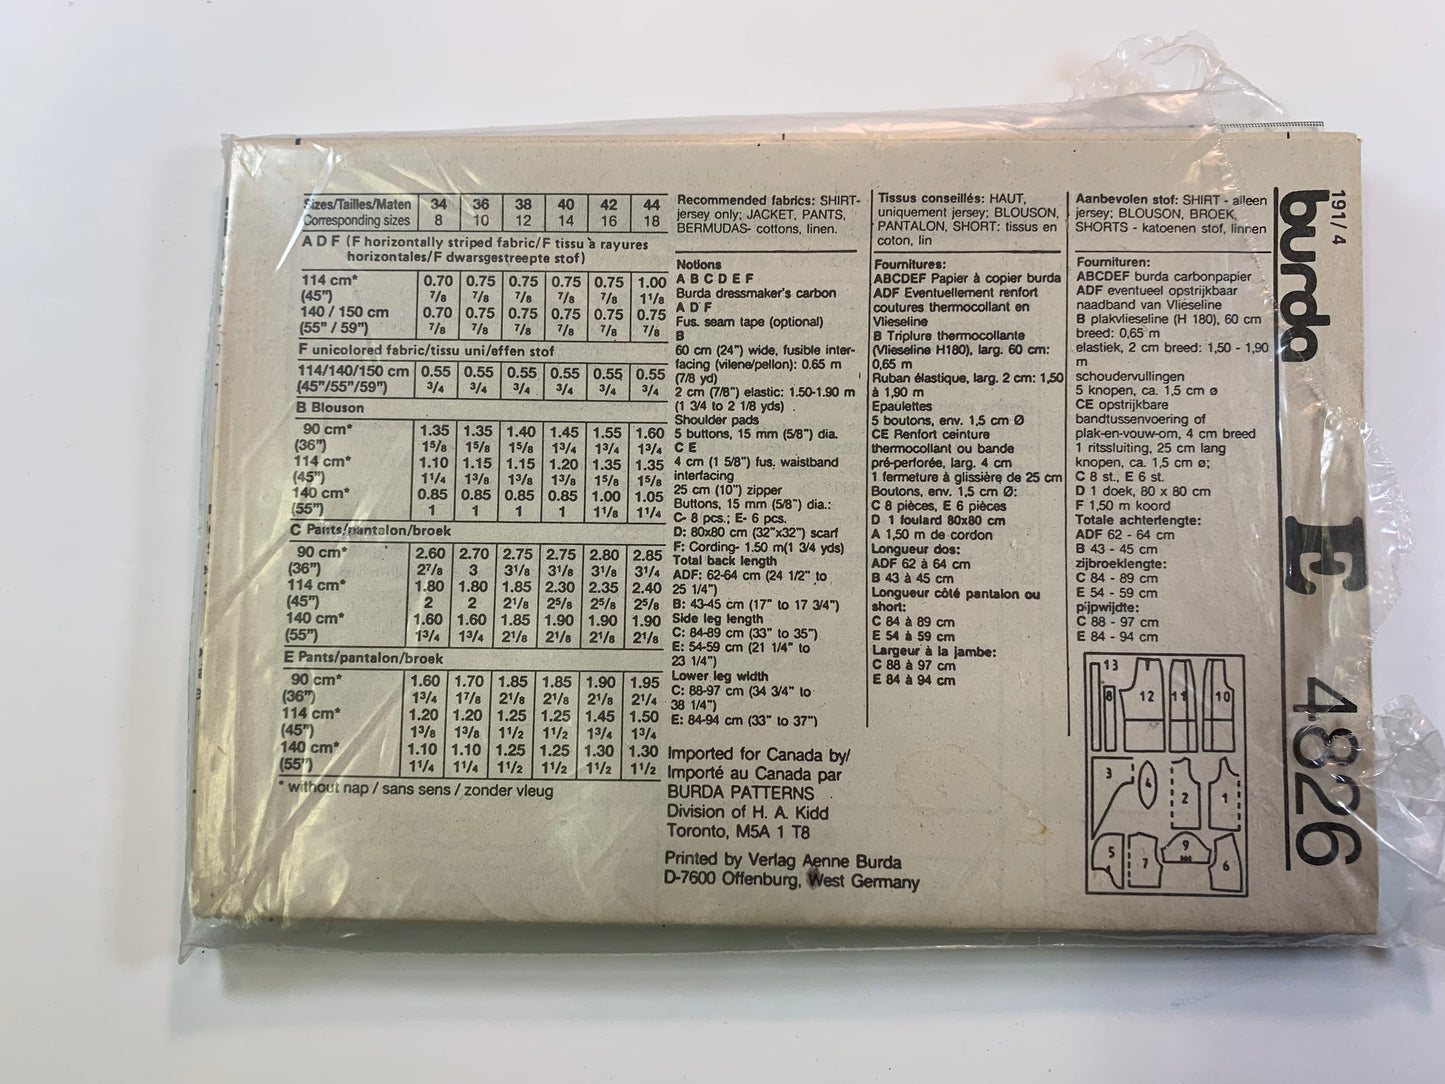 Sizes/Tailles/Maten 34 36 38 40 42 44
Corresponding sizes 8 10 12 14 16 18
A D F (F horizontally striped fabric/F tissu à rayures
horizontales/F dwarsgestreepte stof)
114 cm* 0.70 0.75 0.75 0.75 0.75 1.00
(45") 7/8 7/8 7/8 7/8 7/8 1 1/8
140 / 150 cm 0.70 0.75 0.75 0.75 0.75 0.75
(55" / 59") 7/8 7/8 7/8 7/8 7/8 7/8
F unicolored fabric/tissu uni/effen stof
114/140/150 cm 0.55 0.55 0.55 0.55 0.55 0.55
(45"/55"/59") 3/4 3/4 3/4 3/4 3/4 3/4
B Blouson
90 cm* 1.35 1.35 1.40 1.45 1.55 1.60
(36") 1 5/8 1 5/8 1 5/8 1 3/4 1 3/4 1 3/4
114 cm* 1.10 1.15 1.15 1.20 1.35 1.35
(45") 1 1/4 1 3/8 1 3/8 1 3/8 1 5/8 1 5/8
140 cm* 0.85 0.85 0.85 0.85 1.00 1.05
(55") 1 1 1 1 1 1/8 1 1/4
C Pants/pantalon/broek
90 cm* 2.60 2.70 2.75 2.75 2.80 2.85
(36") 2 7/8 3 3 1/8 3 1/8 3 1/8 3 1/4
114 cm* 1.80 1.80 1.85 2.30 2.35 2.40
(45") 2 2 2 1/8 2 5/8 2 5/8 2 5/8
140 cm* 1.60 1.60 1.85 1.90 1.90 1.90
(55") 1 3/4 1 3/4 2 1/8 2 1/8 2 1/8 2 1/8
E Pants/pantalon/broek
90 cm* 1.60 1.70 1.85 1.85 1.90 1.95
(36") 1 3/4 1 7/8 2 1/8 2 1/8 2 1/8 2 1/4
114 cm* 1.20 1.20 1.25 1.25 1.45 1.50
(45") 1 3/8 1 3/8 1 1/2 1 1/2 1 3/4 1 3/4
140 cm* 1.10 1.10 1.25 1.25 1.30 1.30
(55") 1 1/4 1 1/4 1 1/2 1 1/2 1 1/2 1 1/2
* without nap / sans sens / zonder vleug
Recommended fabrics: SHIRT-
jersey only; JACKET, PANTS,
BERMUDAS- cottons, linen.
Notions
A B C D E F
Burda dressmaker's carbon
A D F
Fus. seam tape (optional)
B
60 cm (24") wide, fusible inter-
facing (vilene/pellon): 0.65 m
(7/8 yd)
2 cm (7/8") elastic: 1.50-1.90 m
(1 3/4 to 2 1/8 yds)
Shoulder pads
5 buttons, 15 mm (5/8") dia.
C E
4 cm (1 5/8") fus. waistband
interfacing
25 cm (10") zipper
Buttons, 15 mm (5/8") dia.:
C- 8 pcs.; E- 6 pcs.
D: 80x80 cm (32"x32") scarf
F: Cording- 1.50 m(1 3/4 yds)
Total back length
ADF: 62-64 cm (24 1/2" to
25 1/4")
B: 43-45 cm (17" to 17 3/4")
Side leg length
C: 84-89 cm (33" to 35")
E: 54-59 cm (21 1/4" to
23 1/4")
Lower leg width
C: 88-97 cm (34 3/4" to
38 1/4")
E: 84-94 cm (33" to 37")
Imported for Canada by/
Importé au Canada par
BURDA PATTERNS
Division of H. A. Kidd
Toronto, M5A 1 T8
Printed by Verlag Aenne Burda
D-7600 Offenburg, West Germany
Tissus conseillés: HAUT,
uniquement jersey; BLOUSON,
PANTALON, SHORT: tissus en
coton, lin
Fournitures:
ABCDEF Papier à copier burda
ADF Eventuellement renfort
coutures thermocollant en
Vlieseline
B Triplure thermocollante
(Vlieseline H180), larg. 60 cm:
0,65 m
Ruban élastique, larg. 2 cm: 1,50
à 1,90 m
Epaulettes
5 boutons, env. 1,5 cm Ø
CE Renfort ceinture
thermocollant ou bande
pré-perforée, larg. 4 cm
1 fermeture à glissière de 25 cm
Boutons, env. 1,5 cm Ø:
C 8 pièces, E 6 pièces
D 1 foulard 80x80 cm
A 1,50 m de cordon
Longueur dos:
ADF 62 à 64 cm
B 43 à 45 cm
Longueur côté pantalon ou
short:
C 84 à 89 cm
E 54 à 59 cm
Largeur à la jambe:
C 88 à 97 cm
E 84 à 94 cm
Aanbevolen stof: SHIRT - alleen
jersey; BLOUSON, BROEK,
SHORTS - katoenen stof, linnen
Fournituren:
ABCDEF burda carbonpapier
ADF eventueel opstrijkbaar
naadband van Vlieseline
B plakvlieseline (H 180), 60 cm
breed: 0,65 m
elastiek, 2 cm breed: 1,50 - 1,90
m
schoudervullingen
5 knopen, ca. 1,5 cm ø
CE opstrijkbare
bandtussenvoering of
plak-en-vouw-om, 4 cm breed
1 ritssluiting, 25 cm lang
knopen, ca. 1,5 cm ø;
C 8 st., E 6 st.
D 1 doek, 80 x 80 cm
F 1,50 m koord
Totale achterlengte:
ADF 62 - 64 cm
B 43 - 45 cm
zijbroeklengte:
C 84 - 89 cm
E 54 - 59 cm
pijpwijdte:
C 88 - 97 cm
E 84 - 94 cm
13 8 12 11 10
3 4 2 1
5 7 9 6
191/4
burda
E
4826